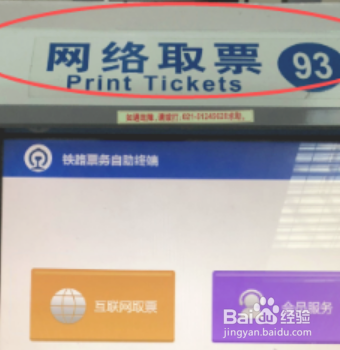 网络取票
93
Print Tickets
铁路票务自助终端
互联网取票
会员服务
Baidu经验
jingyan.baidu.com